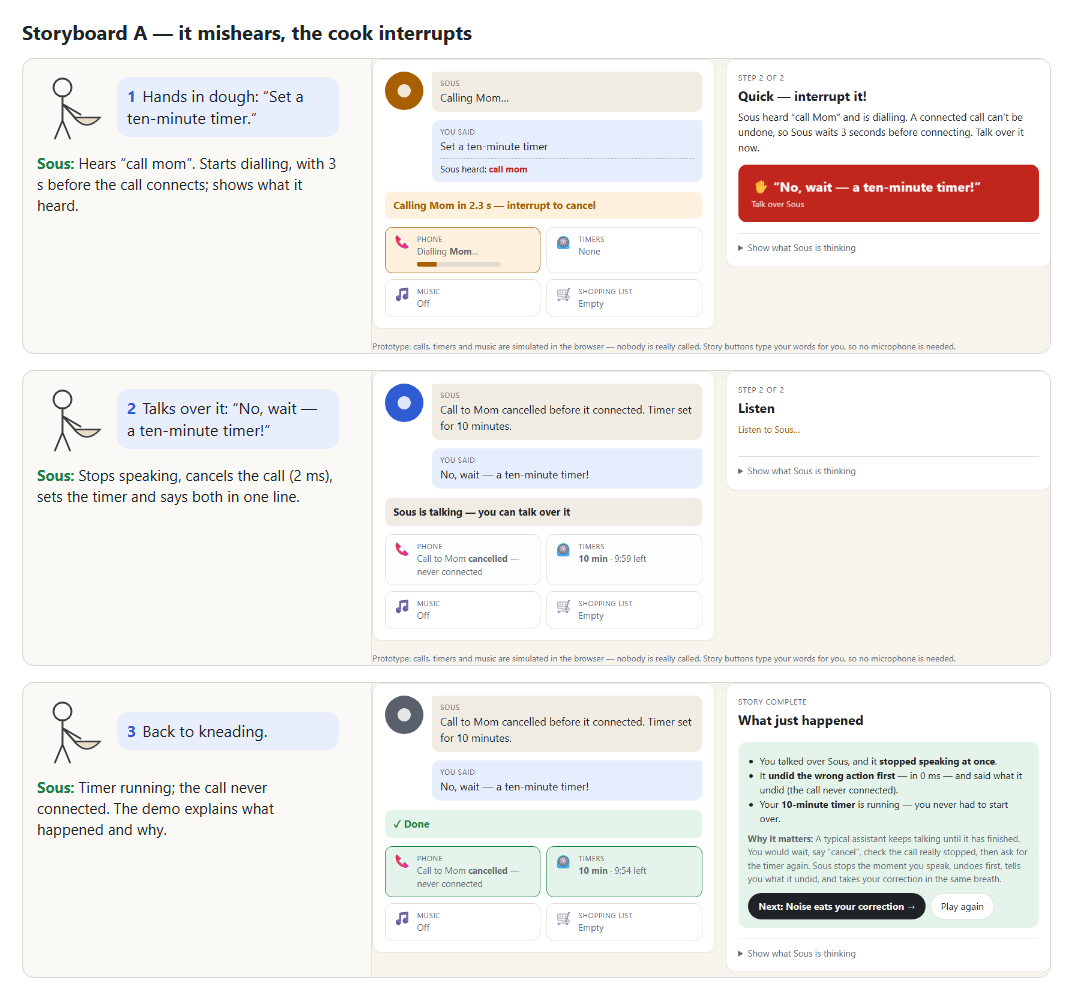 Storyboard A — it mishears, the cook interrupts
1 Hands in dough: “Set a
ten-minute timer.”
Sous: Hears “call mom”. Starts dialling, with 3
s before the call connects; shows what it
heard.
SOUS
Calling Mom...
YOU SAID
Set a ten-minute timer
Sous heard: call mom
Calling Mom in 2.3 s — interrupt to cancel
PHONE
Dialling Mom...
TIMERS
None
MUSIC
Off
SHOPPING LIST
Empty
STEP 2 OF 2
Quick — interrupt it!
Sous heard “call Mom” and is dialling. A connected call can’t be
undone, so Sous waits 3 seconds before connecting. Talk over it
now.
“No, wait — a ten-minute timer!”
Talk over Sous
▶ Show what Sous is thinking
Prototype: calls, timers and music are simulated in the browser — nobody is really called. Story buttons type your words for you, so no microphone is needed.
2 Talks over it: “No, wait —
a ten-minute timer!”
Sous: Stops speaking, cancels the call (2 ms),
sets the timer and says both in one line.
SOUS
Call to Mom cancelled before it connected. Timer set
for 10 minutes.
YOU SAID
No, wait — a ten-minute timer!
Sous is talking — you can talk over it
PHONE
Call to Mom cancelled —
never connected
TIMERS
10 min · 9:59 left
MUSIC
Off
SHOPPING LIST
Empty
STEP 2 OF 2
Listen
Listen to Sous...
▶ Show what Sous is thinking
Prototype: calls, timers and music are simulated in the browser — nobody is really called. Story buttons type your words for you, so no microphone is needed.
3 Back to kneading.
Sous: Timer running; the call never
connected. The demo explains what
happened and why.
SOUS
Call to Mom cancelled before it connected. Timer set
for 10 minutes.
YOU SAID
No, wait — a ten-minute timer!
✓ Done
PHONE
Call to Mom cancelled —
never connected
TIMERS
10 min · 9:54 left
MUSIC
Off
SHOPPING LIST
Empty
STORY COMPLETE
What just happened
• You talked over Sous, and it stopped speaking at once.
• It undid the wrong action first — in 0 ms — and said what it
undid (the call never connected).
• Your 10-minute timer is running — you never had to start
over.
Why it matters: A typical assistant keeps talking until it has finished.
You would wait, say “cancel”, check the call really stopped, then ask for
the timer again. Sous stops the moment you speak, undoes first, tells
you what it undid, and takes your correction in the same breath.
Next: Noise eats your correction →
Play again
▶ Show what Sous is thinking